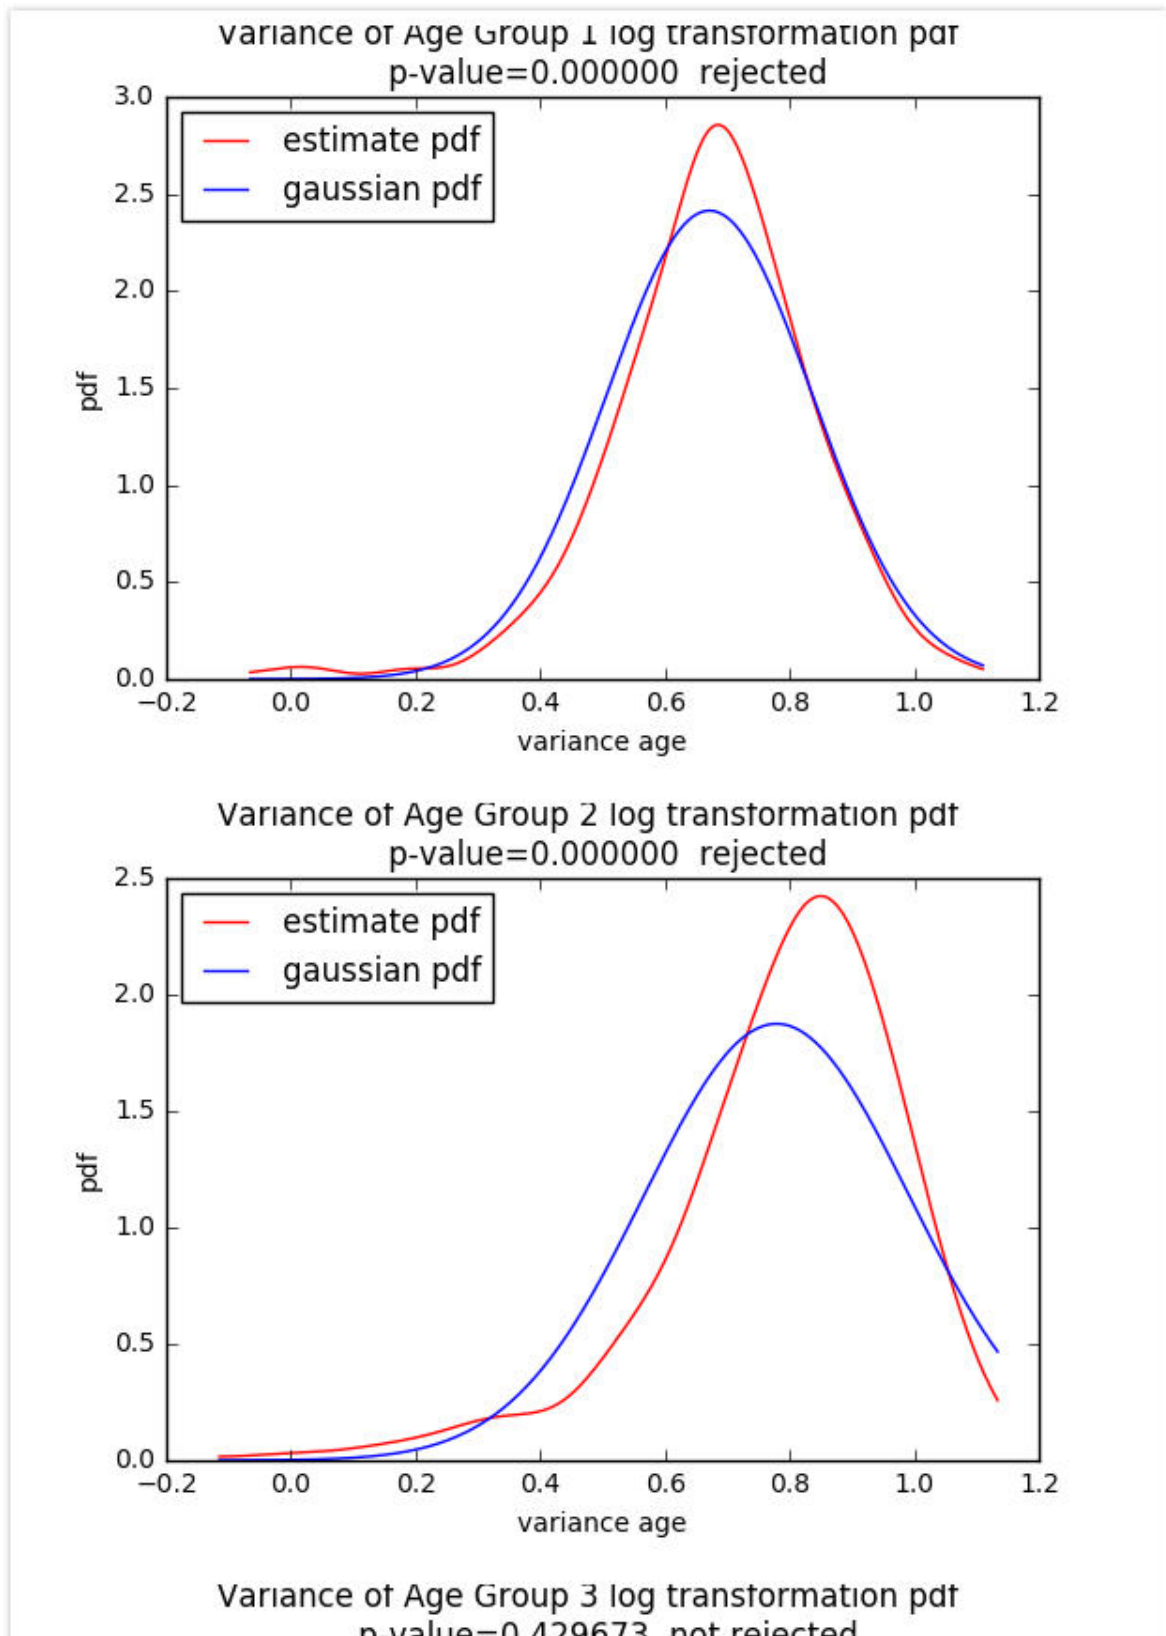 Variance of Age Group 1 log transformation pdf
p-value=0.000000 rejected
3.0
2.5
2.0
1.5
1.0
0.5
0.0
estimate pdf
gaussian pdf
pdf
−0.2 0.0 0.2 0.4 0.6 0.8 1.0 1.2
variance age
Variance of Age Group 2 log transformation pdf
p-value=0.000000 rejected
2.5
2.0
1.5
1.0
0.5
0.0
estimate pdf
gaussian pdf
pdf
−0.2 0.0 0.2 0.4 0.6 0.8 1.0 1.2
variance age
Variance of Age Group 3 log transformation pdf
p-value=0.429673 not rejected